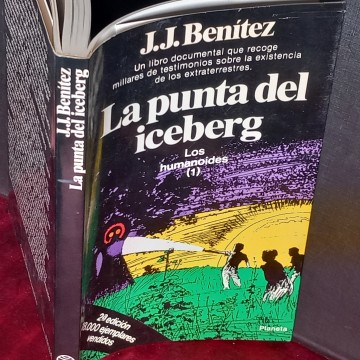 J.J. Benítez
Un libro documental que recoge
millares de testimonios sobre la existencia
de los extraterrestres.
La punta del
iceberg
Los
humanoides
(1)
2ª edición
ejemplares
vendidos
Planeta
J.J. Benítez
La punta del iceberg